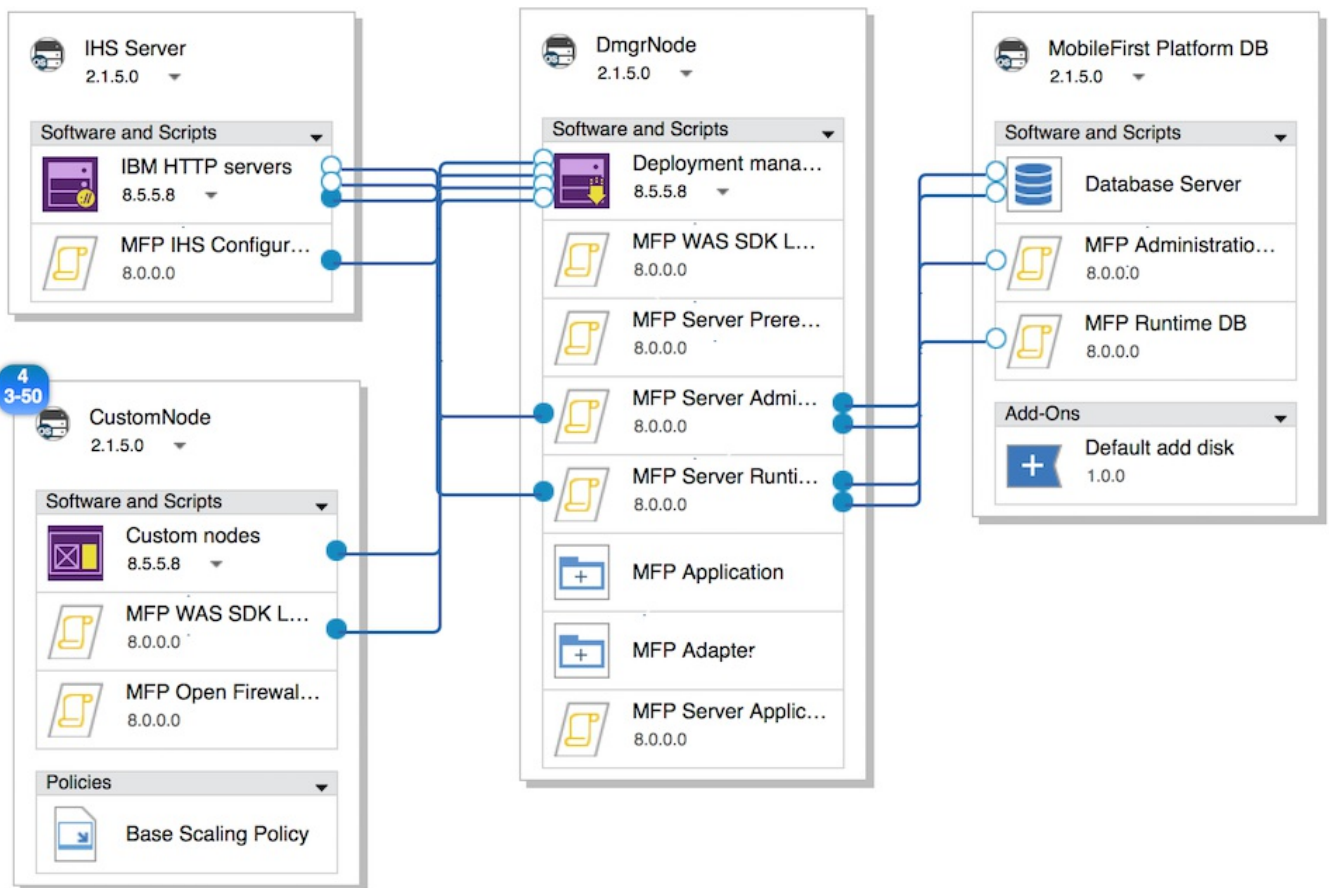 IHS Server
2.1.5.0
Software and Scripts
IBM HTTP servers
8.5.5.8
MFP IHS Configur...
8.0.0.0
4
3-50
CustomNode
2.1.5.0
Software and Scripts
Custom nodes
8.5.5.8
MFP WAS SDK L...
8.0.0.0
MFP Open Firewal...
8.0.0.0
Policies
Base Scaling Policy
DmgrNode
2.1.5.0
Software and Scripts
Deployment mana...
8.5.5.8
MFP WAS SDK L...
8.0.0.0
MFP Server Prere...
8.0.0.0
MFP Server Admi...
8.0.0.0
MFP Server Runti...
8.0.0.0
MFP Application
MFP Adapter
MFP Server Applic...
8.0.0.0
MobileFirst Platform DB
2.1.5.0
Software and Scripts
Database Server
MFP Administratio...
8.0.0.0
MFP Runtime DB
8.0.0.0
Add-Ons
Default add disk
1.0.0